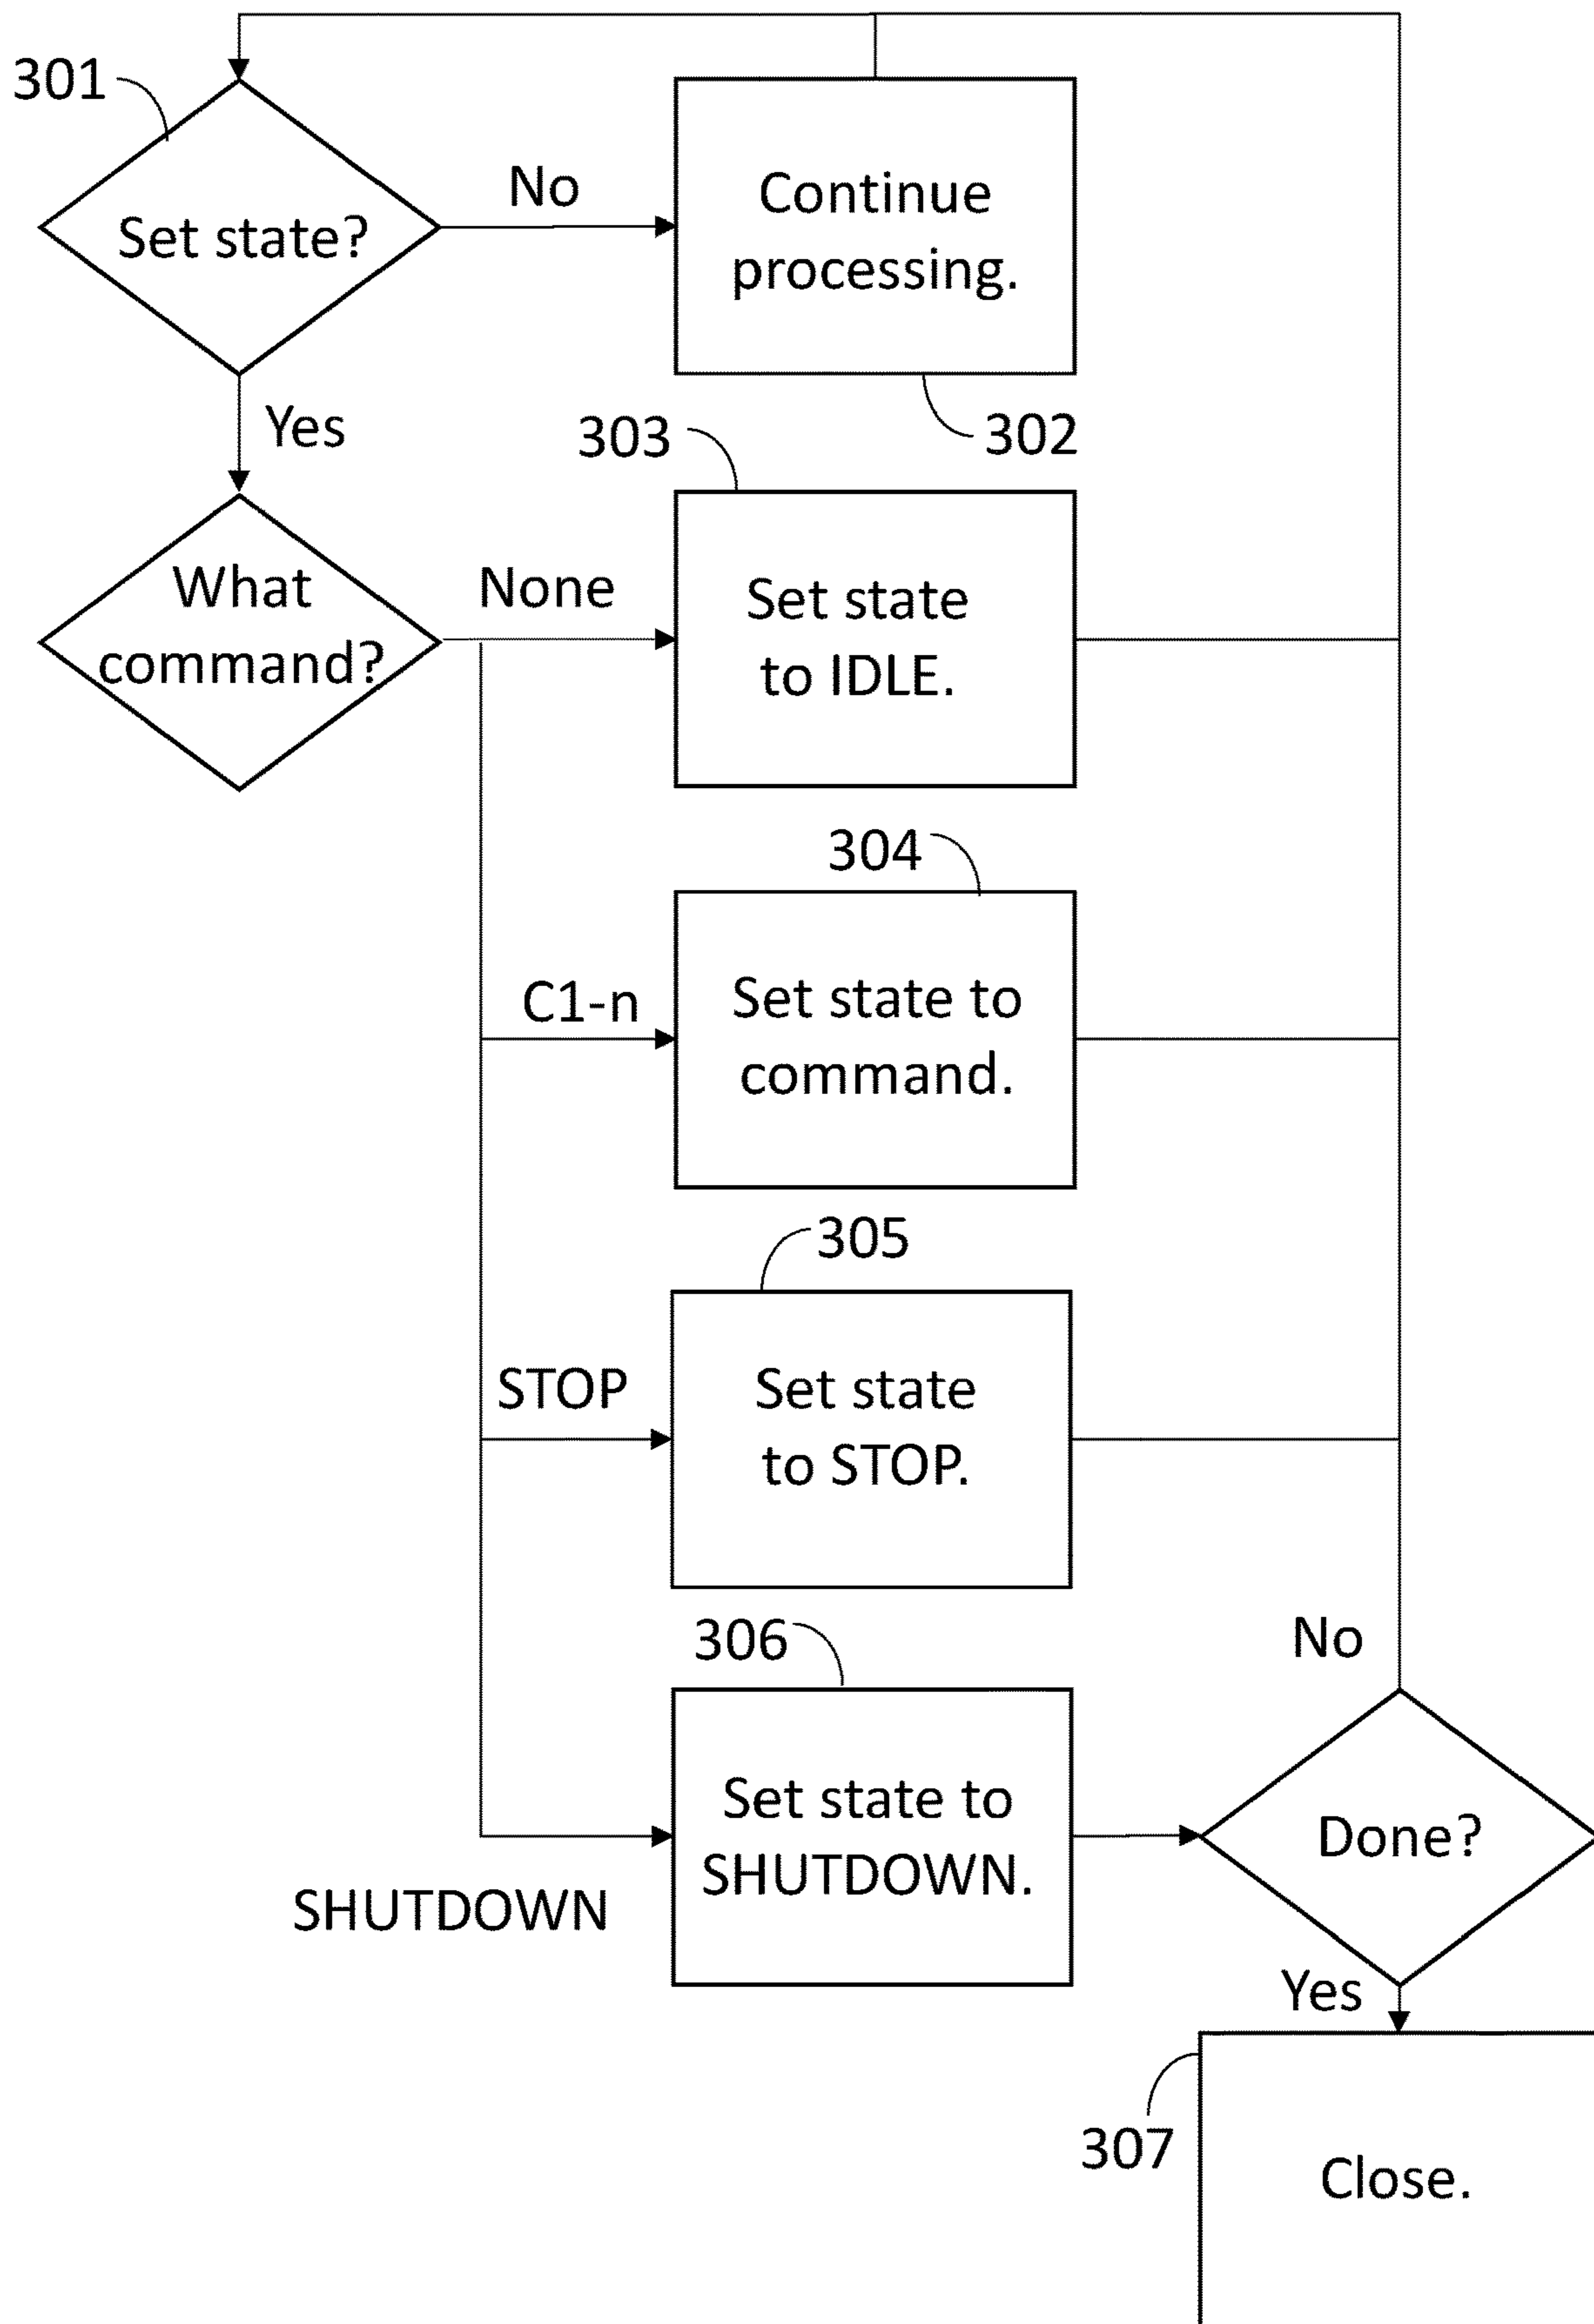 301
Set state?
No
Continue
processing.
302
Yes
303
What
command?
None
Set state
to IDLE.
304
C1-n
Set state to
command.
305
STOP
Set state
to STOP.
306
No
SHUTDOWN
Set state to
SHUTDOWN.
Done?
Yes
307
Close.